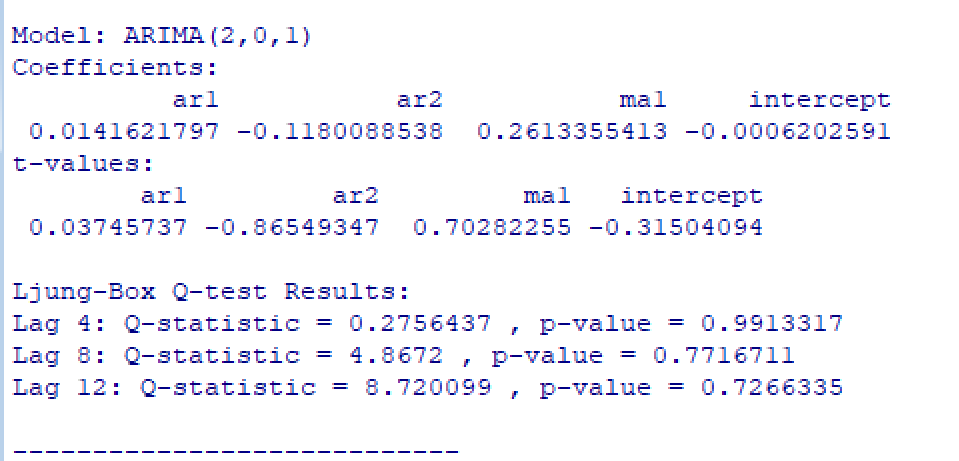 Model: ARIMA(2,0,1)
Coefficients:
ar1 ar2 ma1 intercept
0.0141621797 -0.1180088538 0.2613355413 -0.0006202591
t-values:
ar1 ar2 ma1 intercept
0.03745737 -0.86549347 0.70282255 -0.31504094
Ljung-Box Q-test Results:
Lag 4: Q-statistic = 0.2756437 , p-value = 0.9913317
Lag 8: Q-statistic = 4.8672 , p-value = 0.7716711
Lag 12: Q-statistic = 8.720099 , p-value = 0.7266335
----------------------------